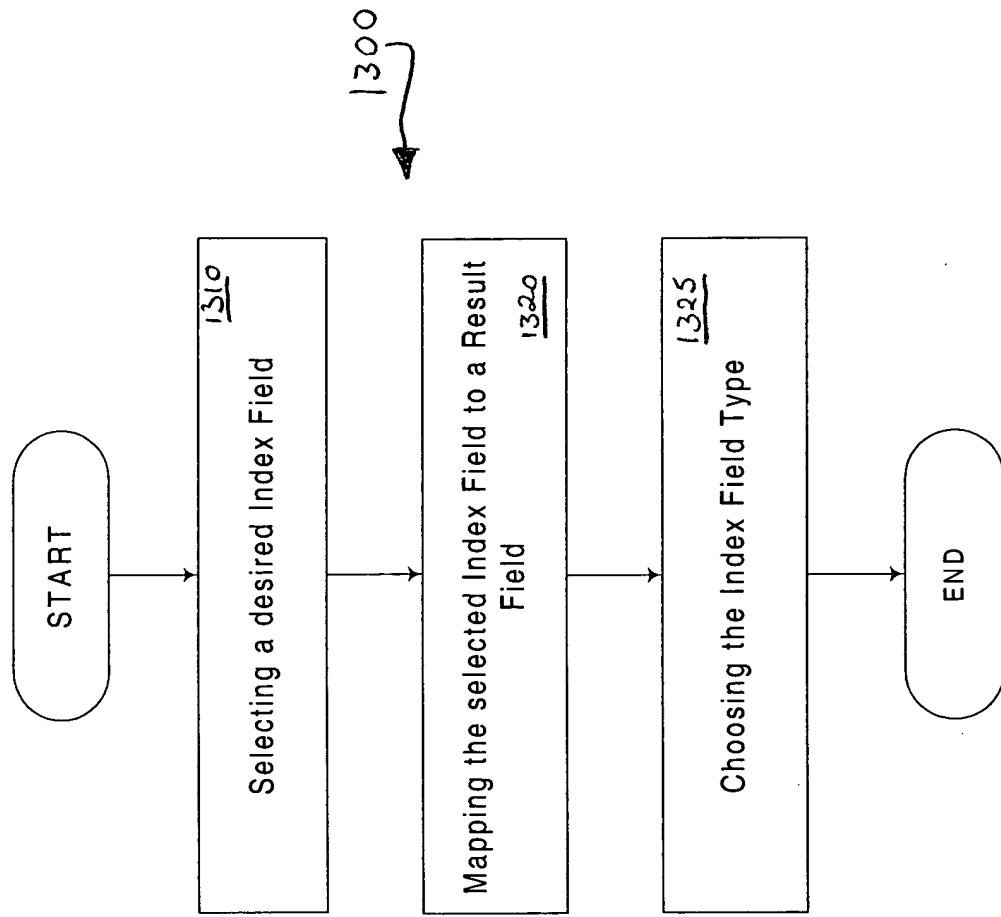 START
1300
1310
Selecting a desired Index Field
Mapping the selected Index Field to a Result
Field
1320
1325
Choosing the Index Field Type
END